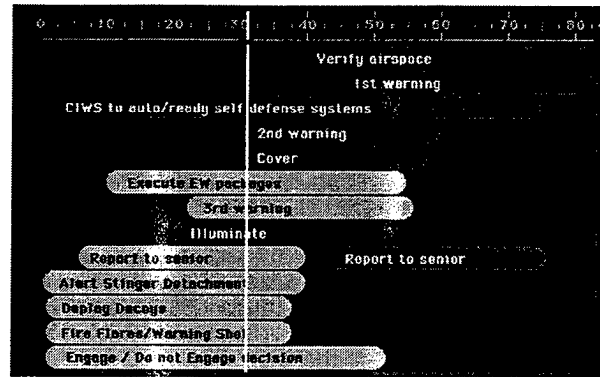 0 10 20 30 50 60 70 80
Verify airspace
1st warning
CIWS to auto/ready self defense systems
2nd warning
Cover
Execute EW packages
3rd warning
Illuminate
Report to senior Report to senior
Alert Stinger Detachment
Deploy Decoys
Fire Flares/Warning Shot
Engage / Do not Engage decision